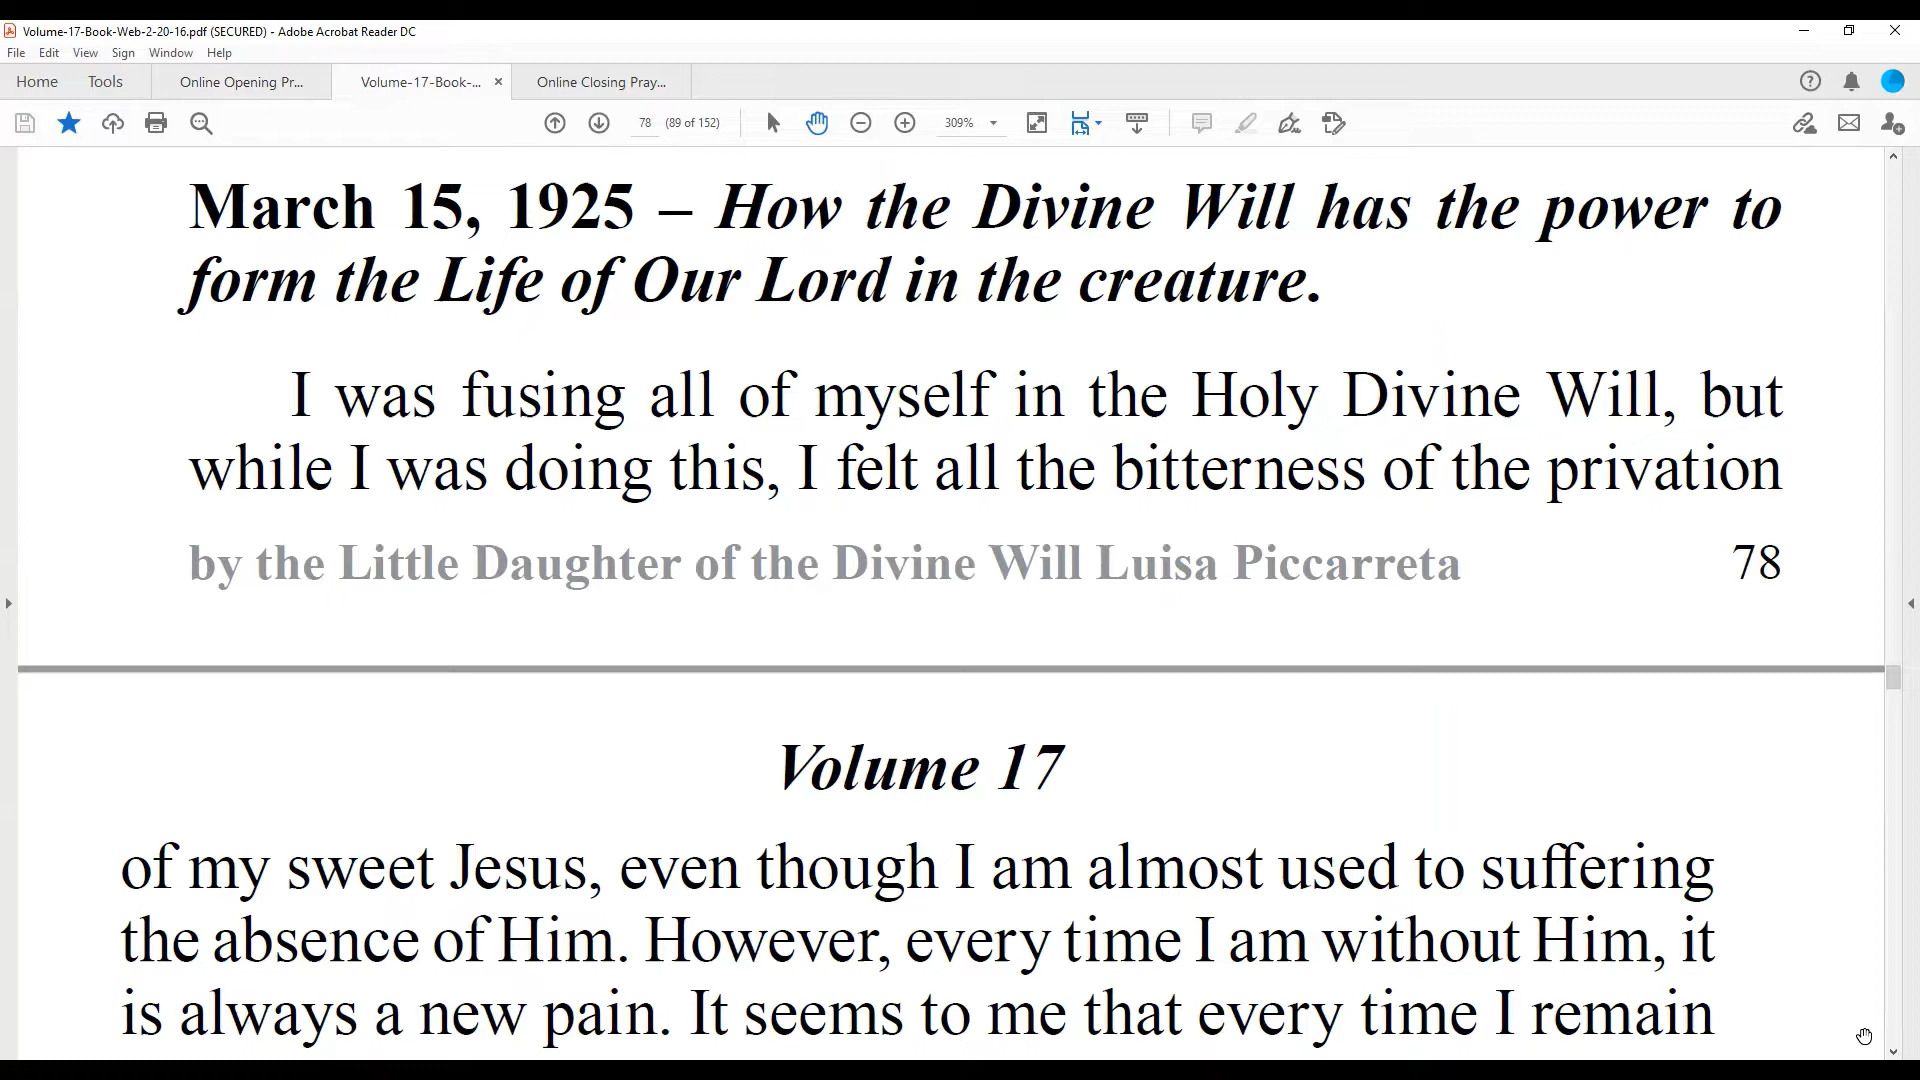 Volume-17-Book-Web-2-20-16.pdf (SECURED) - Adobe Acrobat Reader DC
File Edit View Sign Window Help
Home Tools Online Opening Pr... Volume-17-Book-... Online Closing Pray...
78 (89 of 152) 309%
March 15, 1925 – How the Divine Will has the power to
form the Life of Our Lord in the creature.
I was fusing all of myself in the Holy Divine Will, but
while I was doing this, I felt all the bitterness of the privation
by the Little Daughter of the Divine Will Luisa Piccarreta 78
Volume 17
of my sweet Jesus, even though I am almost used to suffering
the absence of Him. However, every time I am without Him, it
is always a new pain. It seems to me that every time I remain